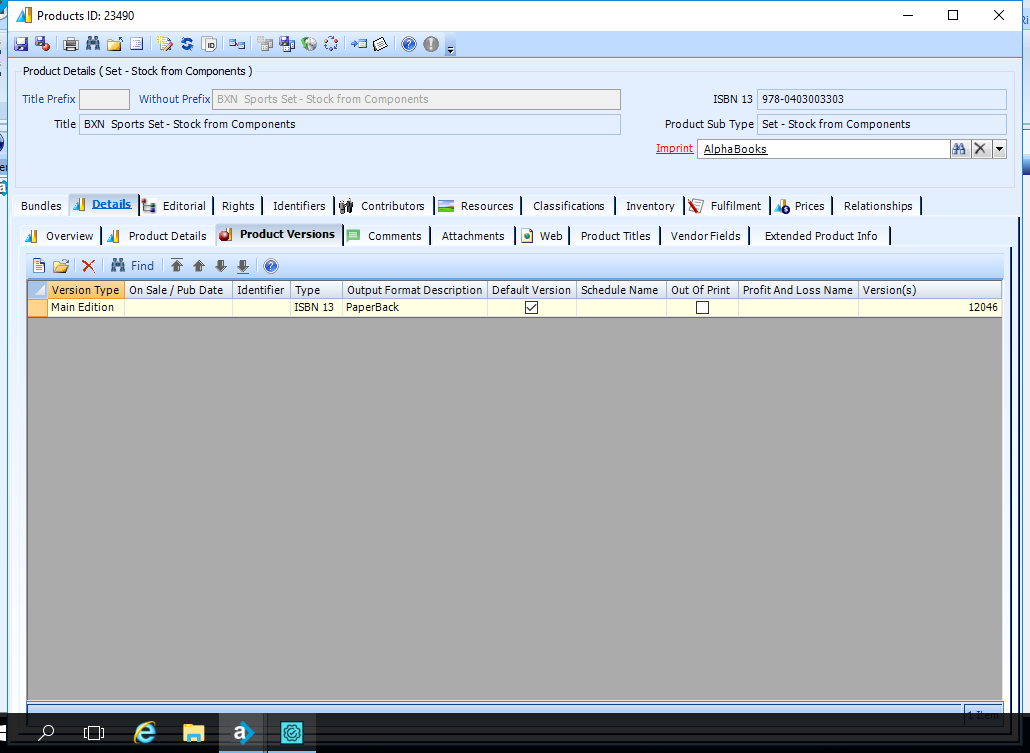 Products ID: 23490
Product Details ( Set - Stock from Components )
Title Prefix Without Prefix BXN Sports Set - Stock from Components ISBN 13 978-0403003303
Title BXN Sports Set - Stock from Components Product Sub Type Set - Stock from Components
Imprint AlphaBooks
Bundles Details Editorial Rights Identifiers Contributors Resources Classifications Inventory Fulfilment Prices Relationships
Overview Product Details Product Versions Comments Attachments Web Product Titles Vendor Fields Extended Product Info
Find
Version Type On Sale / Pub Date Identifier Type Output Format Description Default Version Schedule Name Out Of Print Profit And Loss Name Version(s)
Main Edition ISBN 13 PaperBack 12046
1 Item